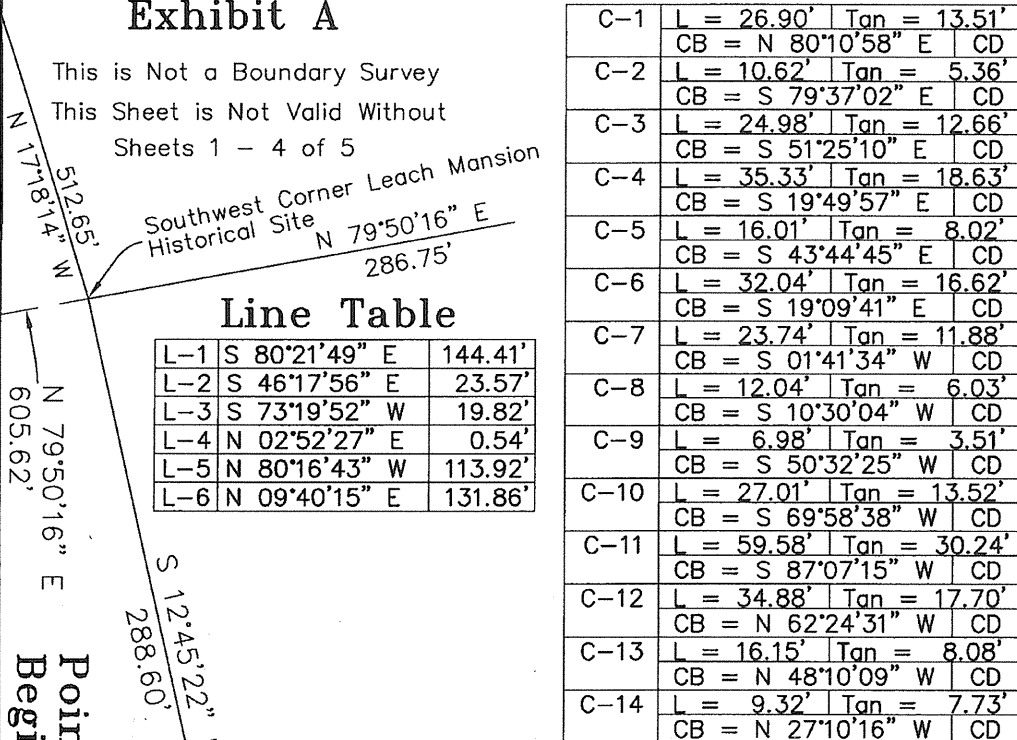 Exhibit A
This is Not a Boundary Survey
This Sheet is Not Valid Without
Sheets 1 - 4 of 5
N 17°18'14" W
512.65'
Southwest Corner Leach Mansion
Historical Site
N 79°50'16" E
286.75'
Line Table
L-1 S 80°21'49" E 144.41'
L-2 S 46°17'56" E 23.57'
L-3 S 73°19'52" W 19.82'
L-4 N 02°52'27" E 0.54'
L-5 N 80°16'43" W 113.92'
L-6 N 09°40'15" E 131.86'
N 79°50'16" E
605.62'
S 12°45'22"
288.60'
Poin
Begi
C-1 L = 26.90' Tan = 13.51'
CB = N 80°10'58" E CD
C-2 L = 10.62' Tan = 5.36'
CB = S 79°37'02" E CD
C-3 L = 24.98' Tan = 12.66'
CB = S 51°25'10" E CD
C-4 L = 35.33' Tan = 18.63'
CB = S 19°49'57" E CD
C-5 L = 16.01' Tan = 8.02'
CB = S 43°44'45" E CD
C-6 L = 32.04' Tan = 16.62'
CB = S 19°09'41" E CD
C-7 L = 23.74' Tan = 11.88'
CB = S 01°41'34" W CD
C-8 L = 12.04' Tan = 6.03'
CB = S 10°30'04" W CD
C-9 L = 6.98' Tan = 3.51'
CB = S 50°32'25" W CD
C-10 L = 27.01' Tan = 13.52'
CB = S 69°58'38" W CD
C-11 L = 59.58' Tan = 30.24'
CB = S 87°07'15" W CD
C-12 L = 34.88' Tan = 17.70'
CB = N 62°24'31" W CD
C-13 L = 16.15' Tan = 8.08'
CB = N 48°10'09" W CD
C-14 L = 9.32' Tan = 7.73'
CB = N 27°10'16" W CD